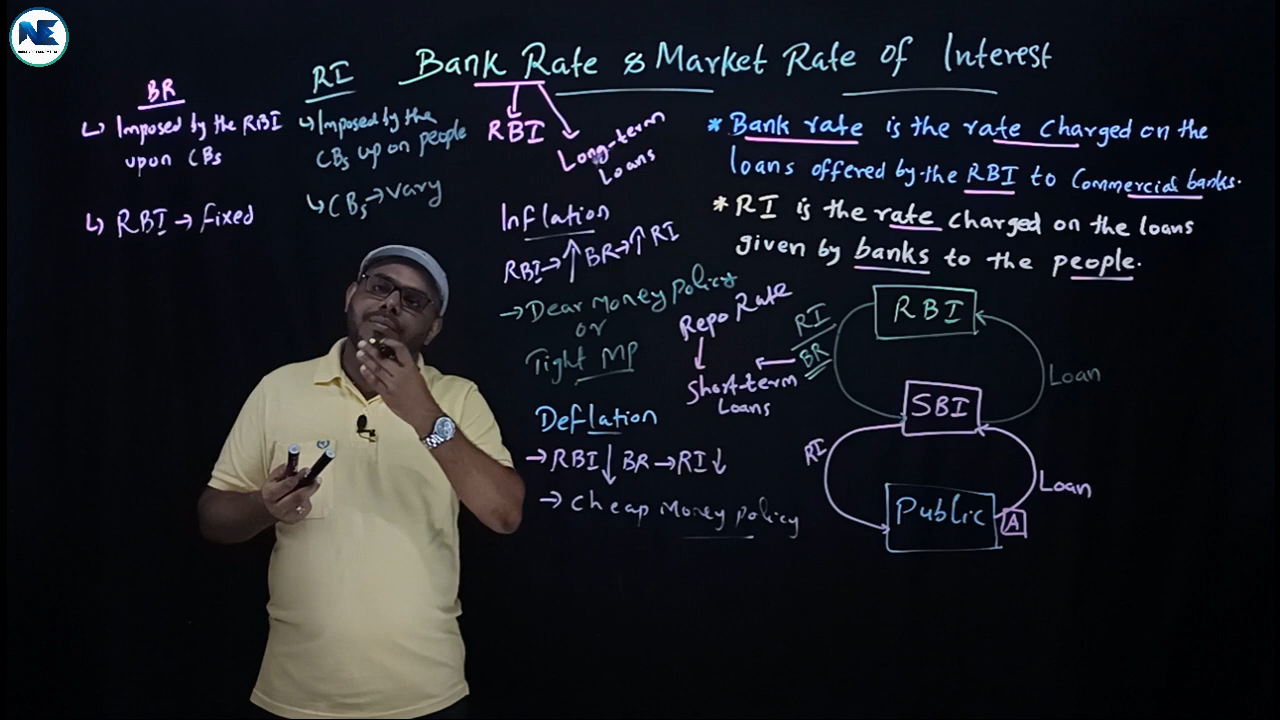 NE
Bank Rate & Market Rate of Interest
BR
↳ Imposed by the RBI
upon CBs
↳ RBI → fixed
RI
↳ Imposed by the
CBs upon people
↳ CBs → vary
RBI
Long-term
Loans
Inflation
RBI → ↑ BR → ↑ RI
→ Dear Money Policy
or
Tight MP
Repo Rate
↓
Short-term
Loans
Deflation
→ RBI ↓ BR → RI ↓
→ Cheap Money policy
* Bank rate is the rate charged on the
loans offered by the RBI to Commercial banks.
* RI is the rate charged on the loans
given by banks to the people.
RBI
RI
BR
Loan
SBI
RI
Loan
Public
A